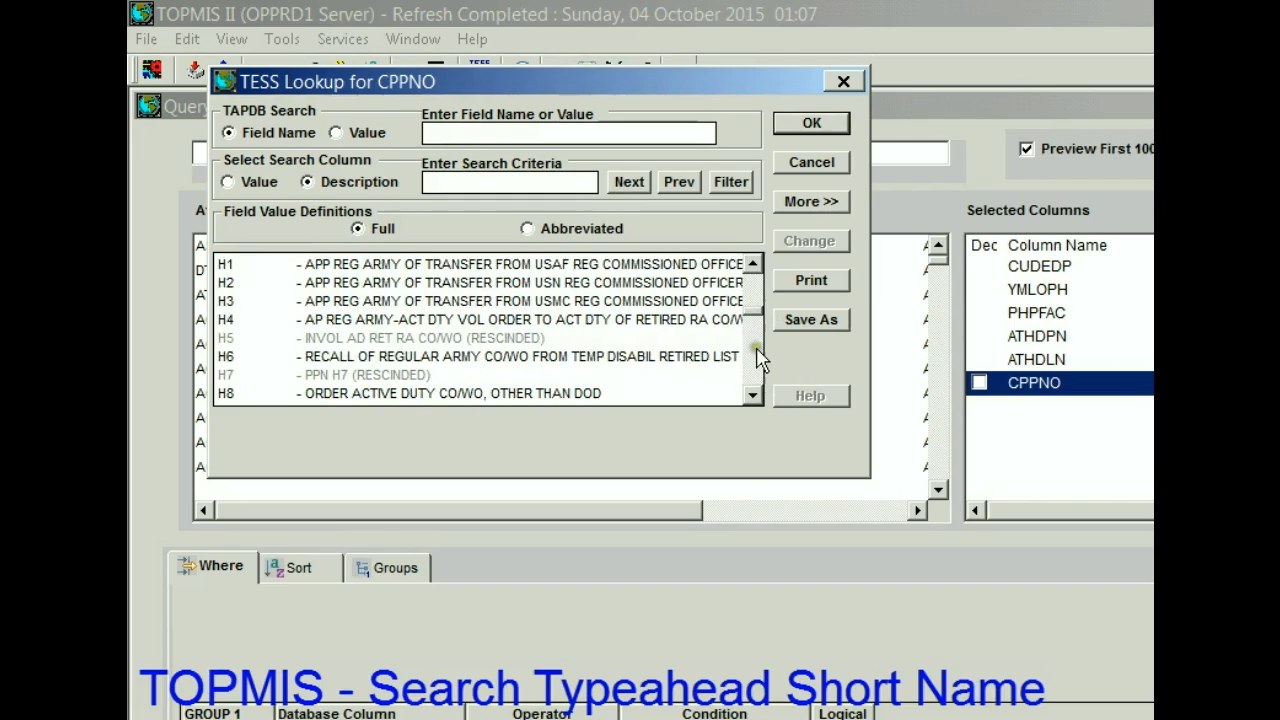 TOPMIS II (OPPRD1 Server) - Refresh Completed : Sunday, 04 October 2015 01:07
File Edit View Tools Services Window Help
TESS Lookup for CPPNO
Query
TAPDB Search
Enter Field Name or Value
Field Name Value
OK
Preview First 100
Select Search Column
Enter Search Criteria
Value Description
Next Prev Filter
Cancel
More >>
Field Value Definitions
Full Abbreviated
Selected Columns
Change
Dec Column Name
H1 - APP REG ARMY OF TRANSFER FROM USAF REG COMMISSIONED OFFICE
CUDEDP
H2 - APP REG ARMY OF TRANSFER FROM USN REG COMMISSIONED OFFICER
Print
YMLOPH
H3 - APP REG ARMY OF TRANSFER FROM USMC REG COMMISSIONED OFFICE
PHPFAC
H4 - AP REG ARMY-ACT DTY VOL ORDER TO ACT DTY OF RETIRED RA CO/W
Save As
H5 - INVOL AD RET RA CO/WO (RESCINDED)
ATHDPN
H6 - RECALL OF REGULAR ARMY CO/WO FROM TEMP DISABIL RETIRED LIST
ATHDLN
H7 - PPN H7 (RESCINDED)
CPPNO
H8 - ORDER ACTIVE DUTY CO/WO, OTHER THAN DOD
Help
Where Sort Groups
TOPMIS - Search Typeahead Short Name
GROUP 1 Database Column Operator Condition Logical